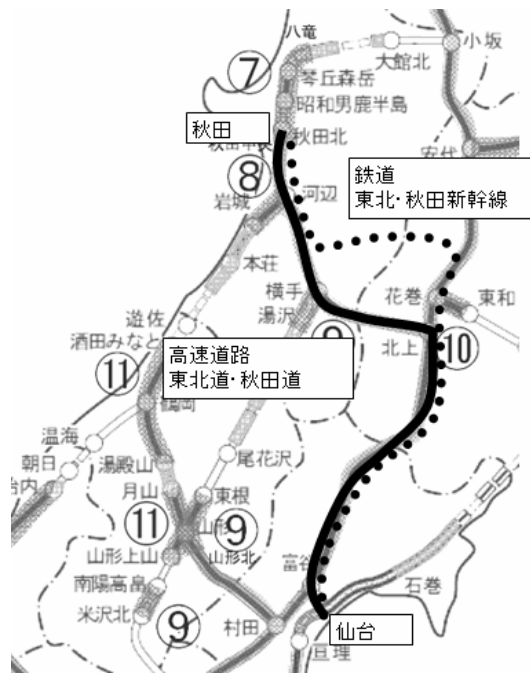 八竜
小坂
大館北
⑦
琴丘森岳
昭和男鹿半島
秋田
秋田北
安代
⑧
河辺
鉄道
東北・秋田新幹線
岩城
本荘
横手
湯沢
花巻
東和
遊佐
酒田みなと
高速道路
東北道・秋田道
北上
⑩
⑪
鶴岡
温海
朝日
湯殿山
尾花沢
月山
東根
⑪
⑨
山形
山形北
山形上山
富谷
石巻
南陽高畠
米沢北
⑨
村田
仙台
亘理